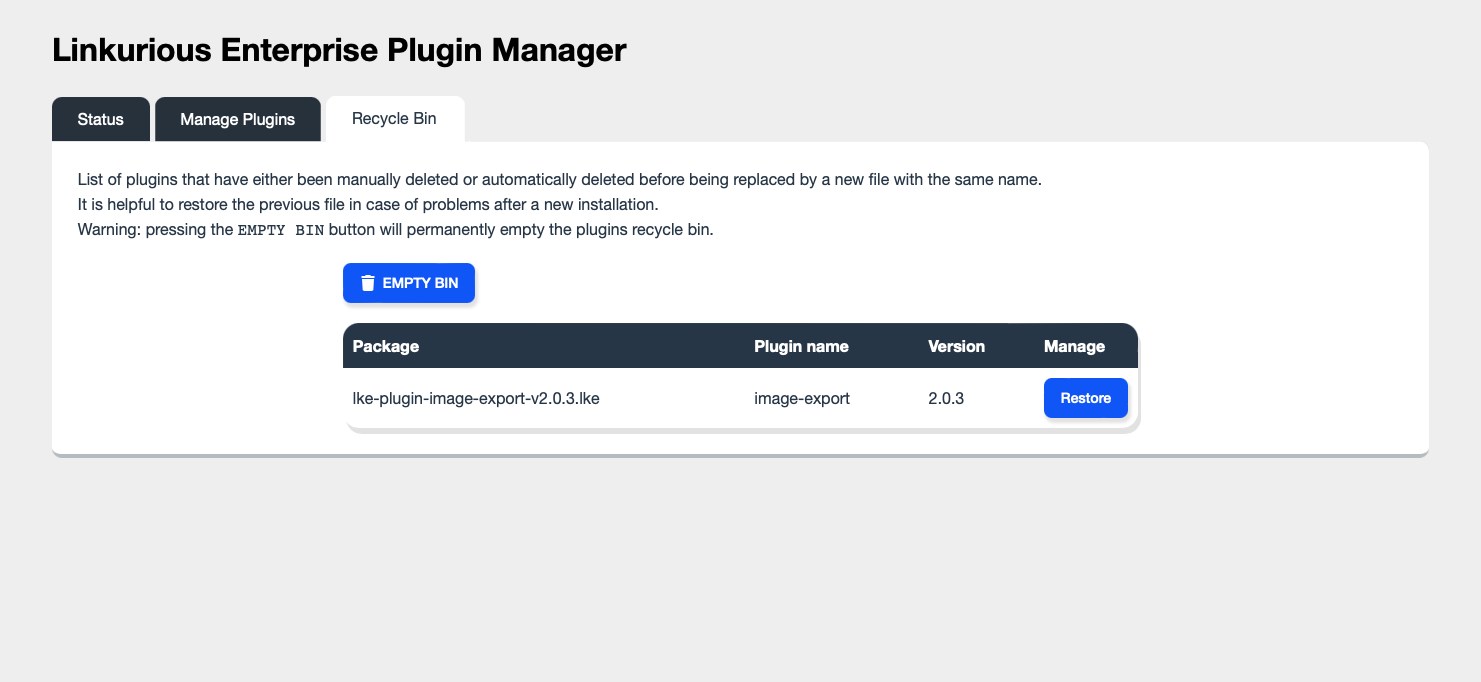 Linkurious Enterprise Plugin Manager
Status Manage Plugins Recycle Bin
List of plugins that have either been manually deleted or automatically deleted before being replaced by a new file with the same name.
It is helpful to restore the previous file in case of problems after a new installation.
Warning: pressing the EMPTY BIN button will permanently empty the plugins recycle bin.
EMPTY BIN
Package Plugin name Version Manage
lke-plugin-image-export-v2.0.3.lke image-export 2.0.3 Restore